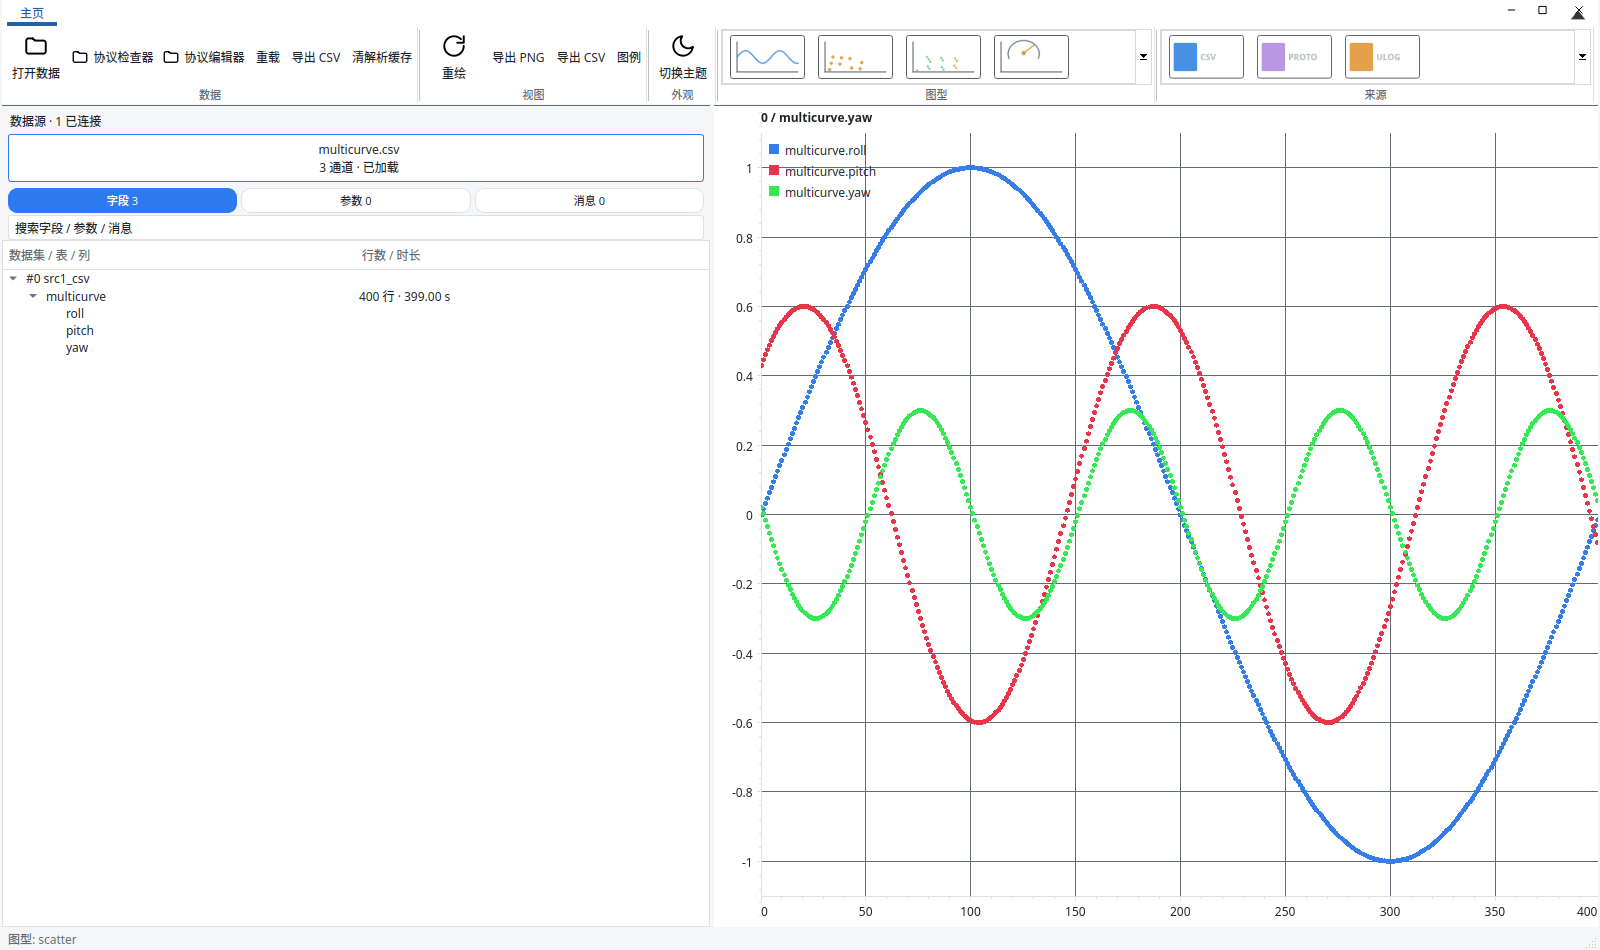 主页
打开数据
协议检查器
协议编辑器
重载
导出 CSV
清解析缓存
数据
重绘
导出 PNG
导出 CSV
图例
视图
切换主题
外观
图型
CSV
PROTO
ULOG
来源
数据源 · 1 已连接
multicurve.csv
3 通道 · 已加载
字段 3
参数 0
消息 0
搜索字段 / 参数 / 消息
数据集 / 表 / 列
行数 / 时长
#0 src1_csv
multicurve
400 行 · 399.00 s
roll
pitch
yaw
0 / multicurve.yaw
multicurve.roll
multicurve.pitch
multicurve.yaw
1
0.8
0.6
0.4
0.2
0
-0.2
-0.4
-0.6
-0.8
-1
0
50
100
150
200
250
300
350
400
图型: scatter